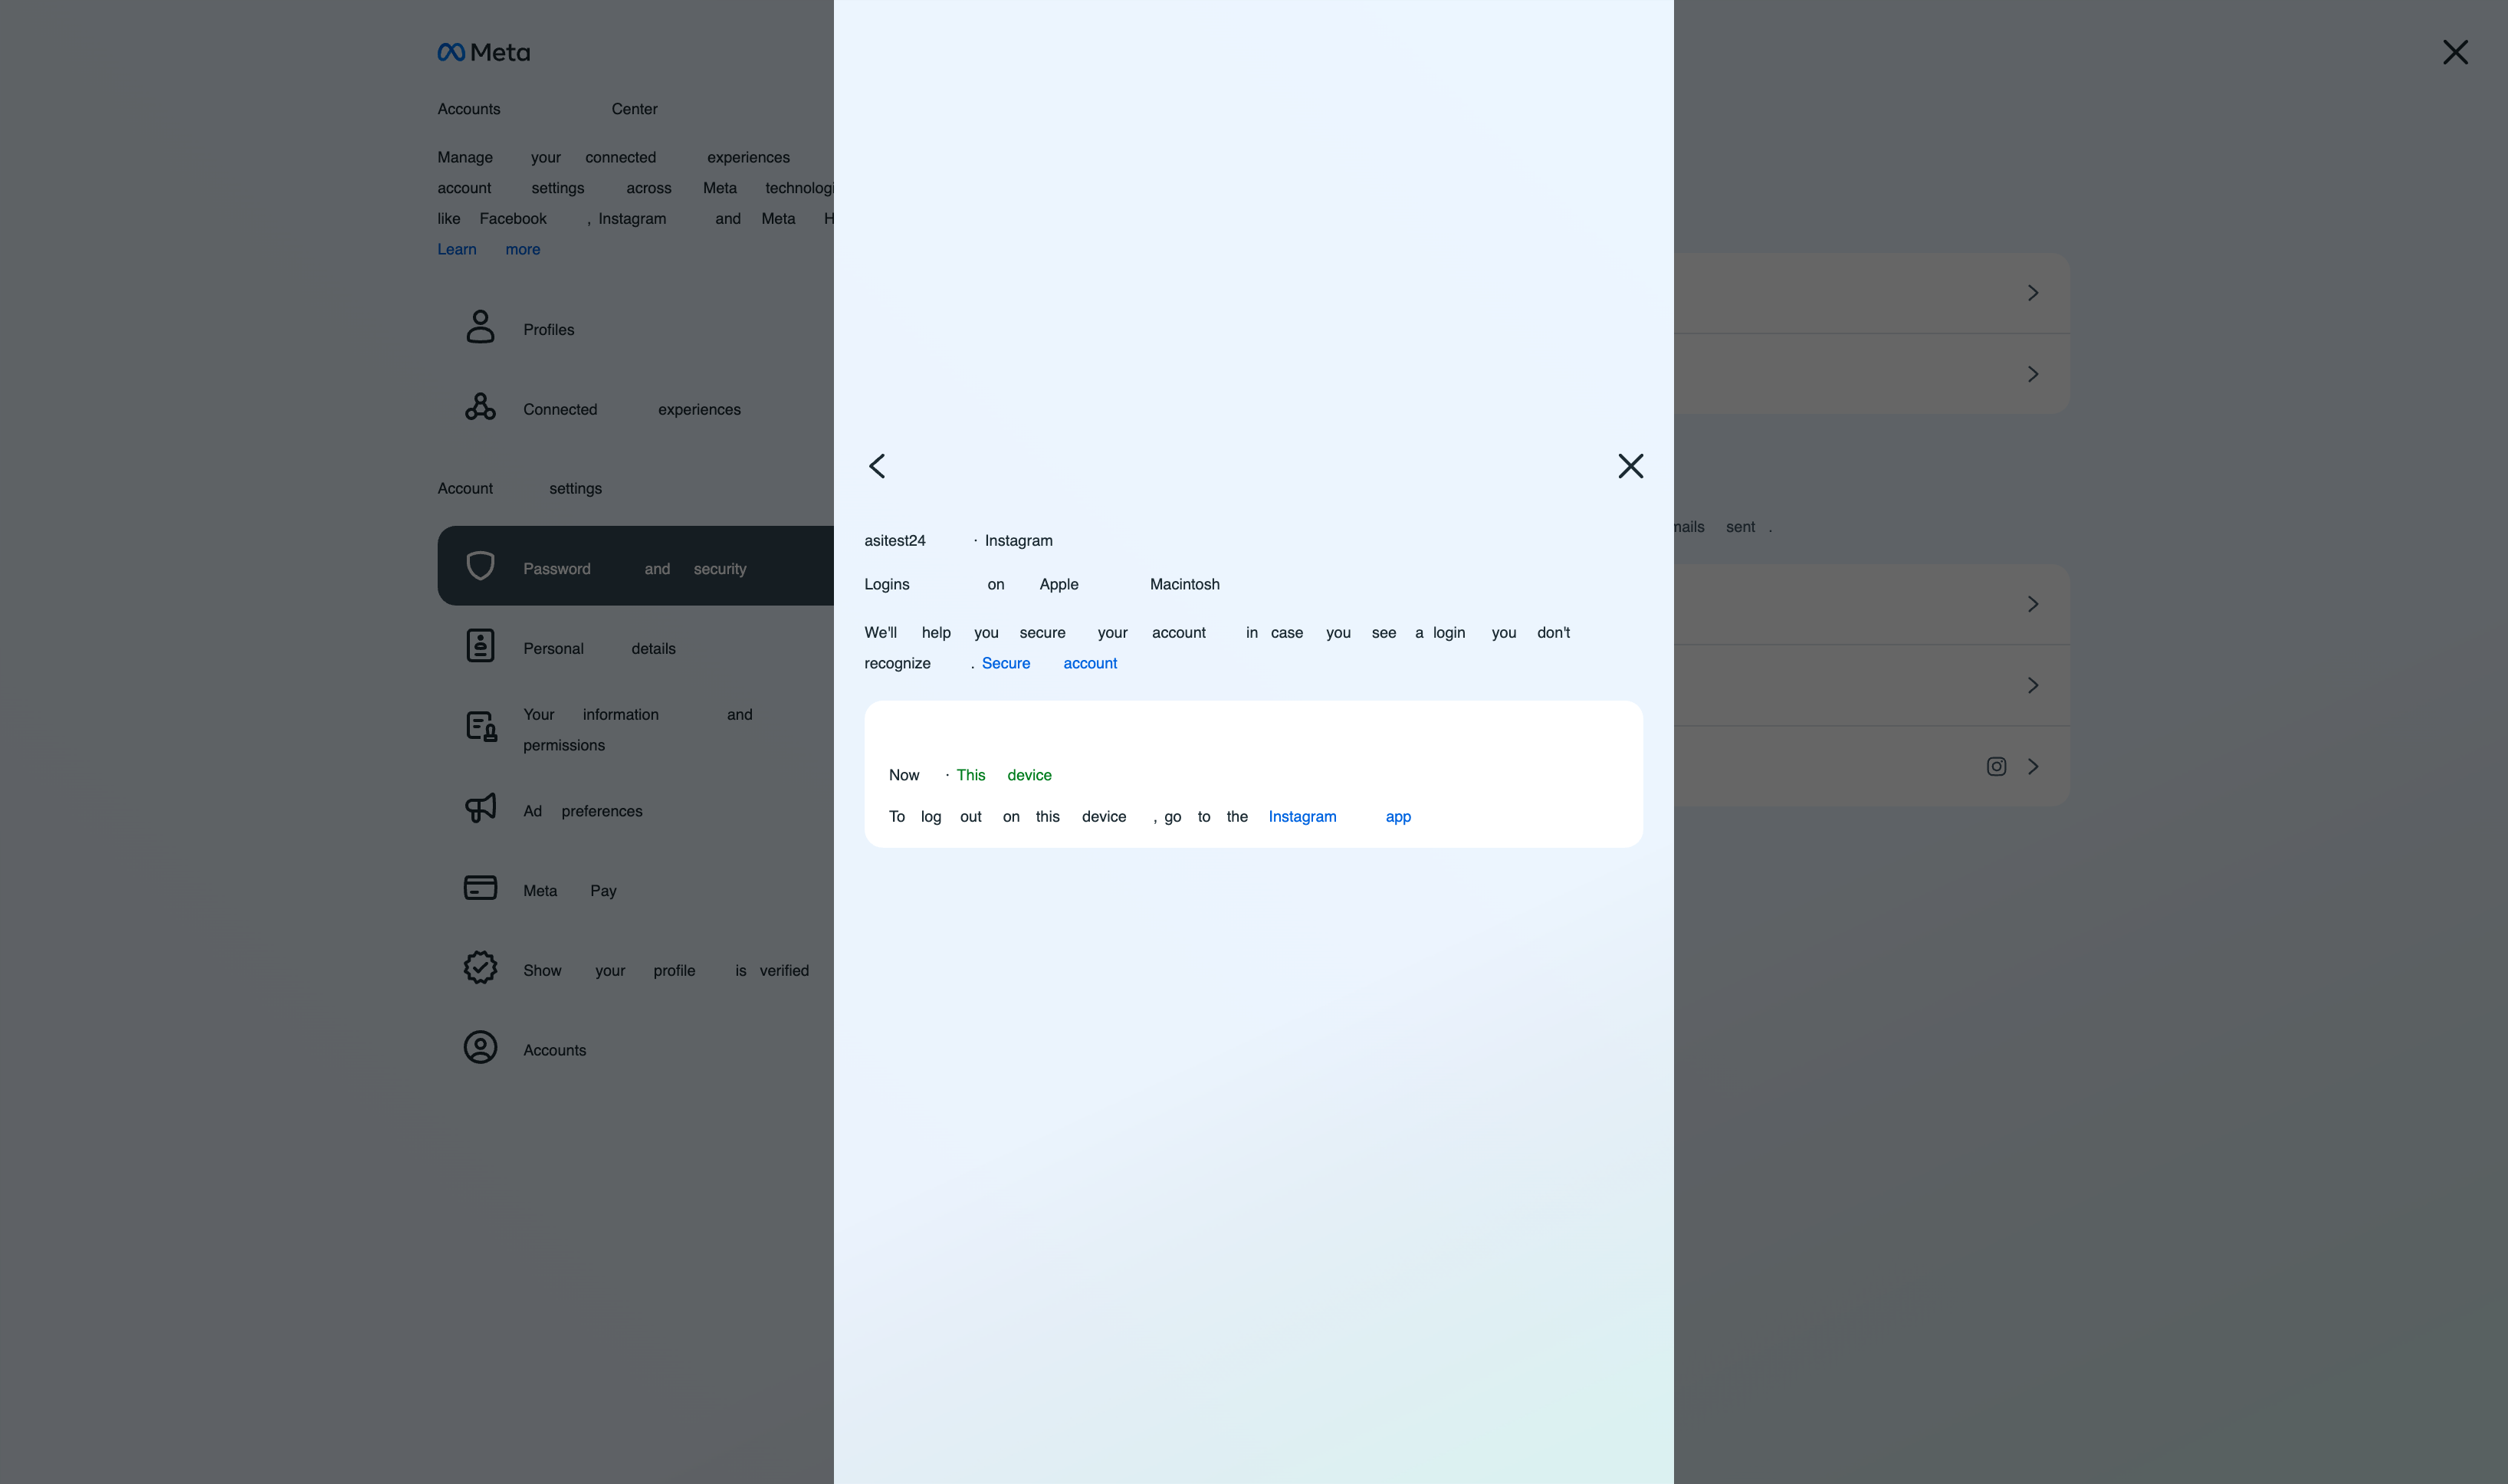 Meta
Accounts Center
Manage your connected experiences
account settings across Meta technologi
like Facebook , Instagram and Meta H
Learn more
Profiles
Connected experiences
Account settings
Password and security
Personal details
Your information and
permissions
Ad preferences
Meta Pay
Show your profile is verified
Accounts
asitest24 · Instagram
Logins on Apple Macintosh
We'll help you secure your account in case you see a login you don't
recognize . Secure account
Now · This device
To log out on this device , go to the Instagram app
mails sent .